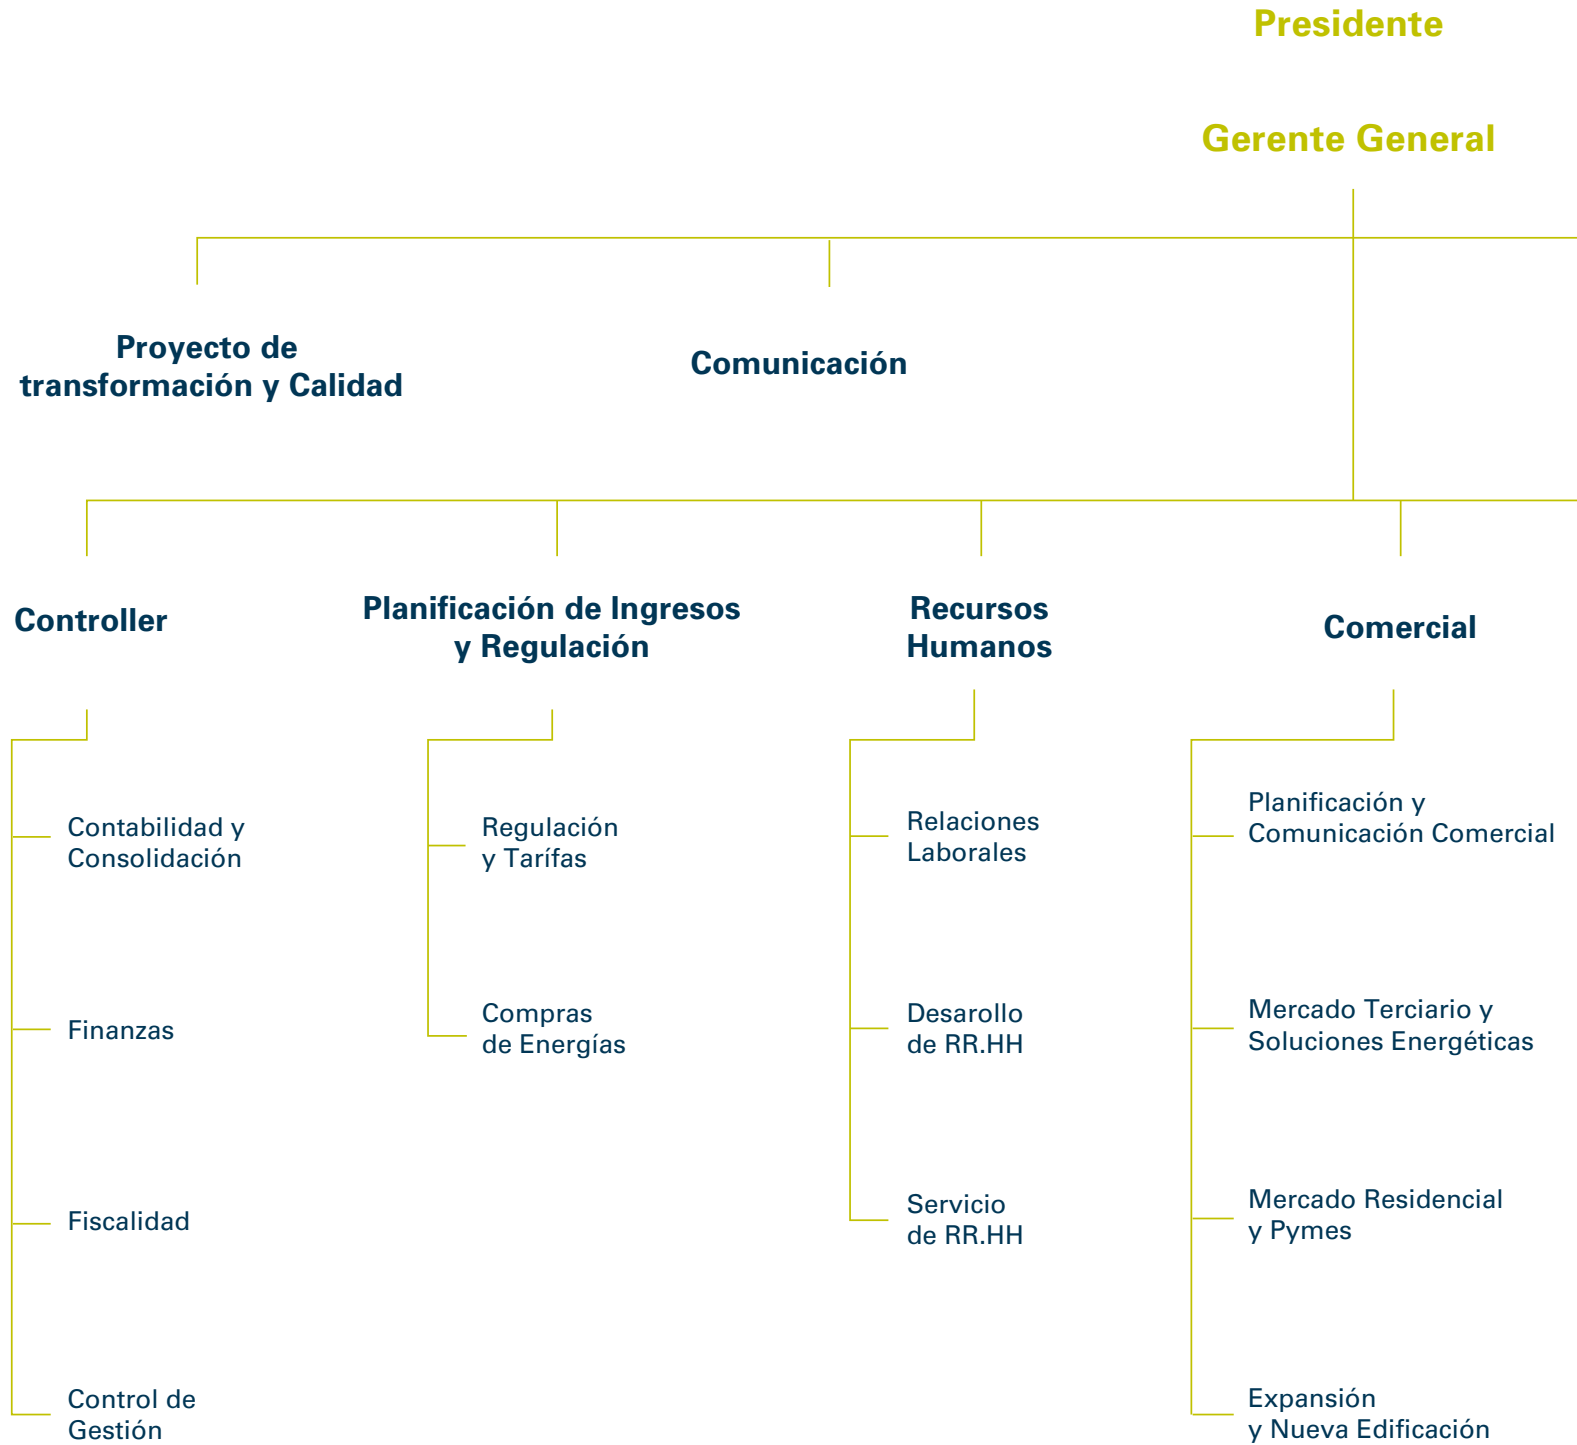 Presidente
Gerente General
Proyecto de
transformación y Calidad
Comunicación
Controller
Planificación de Ingresos
y Regulación
Recursos
Humanos
Comercial
Contabilidad y
Consolidación
Finanzas
Fiscalidad
Control de
Gestión
Regulación
y Tarífas
Compras
de Energías
Relaciones
Laborales
Desarollo
de RR.HH
Servicio
de RR.HH
Planificación y
Comunicación Comercial
Mercado Terciario y
Soluciones Energéticas
Mercado Residencial
y Pymes
Expansión
y Nueva Edificación